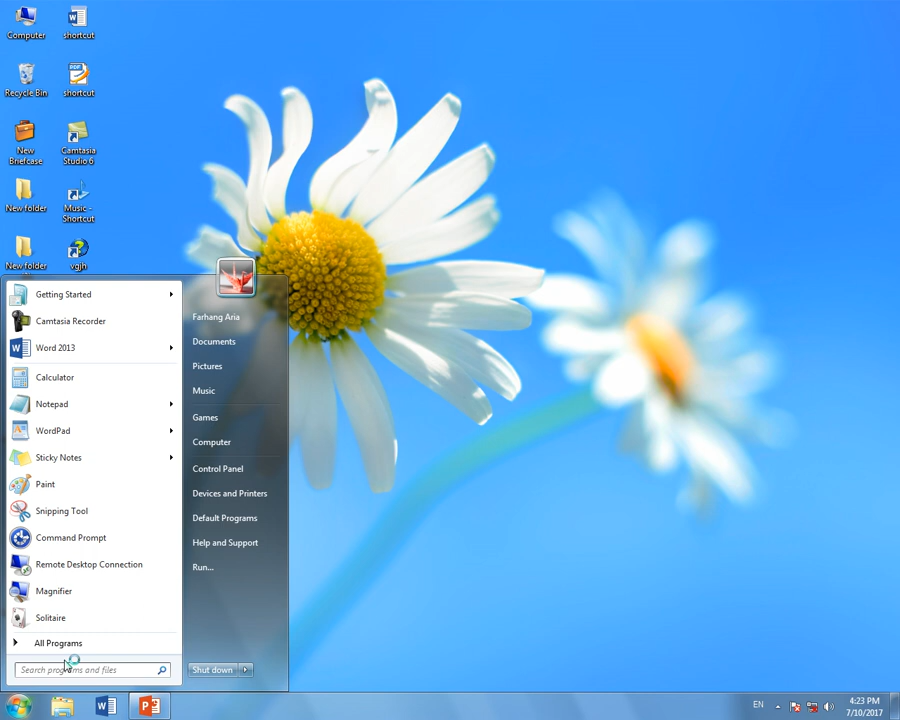 Computer
shortcut
Recycle Bin
shortcut
New
Briefcase
Camtasia
Studio 6
New folder
Music -
Shortcut
New folder
vgjh
Getting Started
Camtasia Recorder
Word 2013
Calculator
Notepad
WordPad
Sticky Notes
Paint
Snipping Tool
Command Prompt
Remote Desktop Connection
Magnifier
Solitaire
All Programs
Search programs and files
Farhang Aria
Documents
Pictures
Music
Games
Computer
Control Panel
Devices and Printers
Default Programs
Help and Support
Run...
Shut down
EN
4:23 PM
7/10/2017